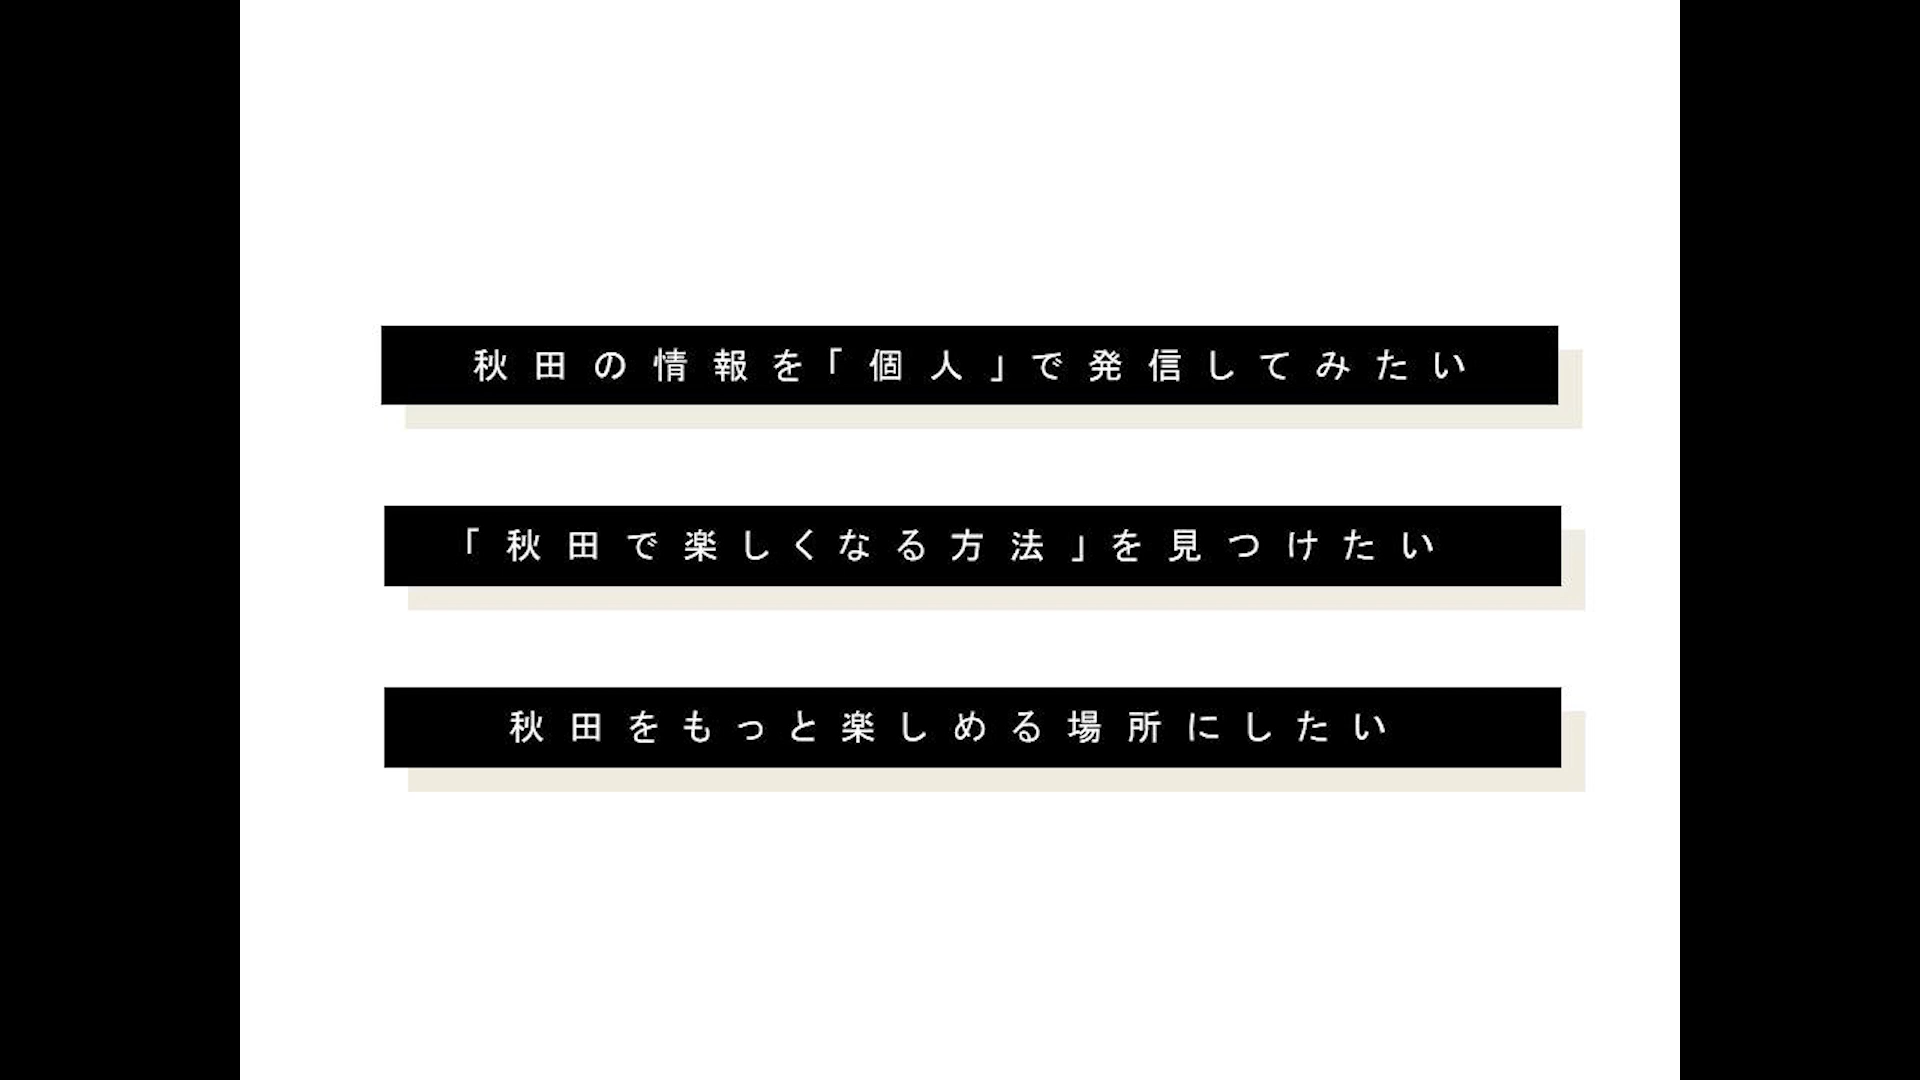 秋田の情報を「個人」で発信してみたい
「秋田で楽しくなる方法」を見つけたい
秋田をもっと楽しめる場所にしたい